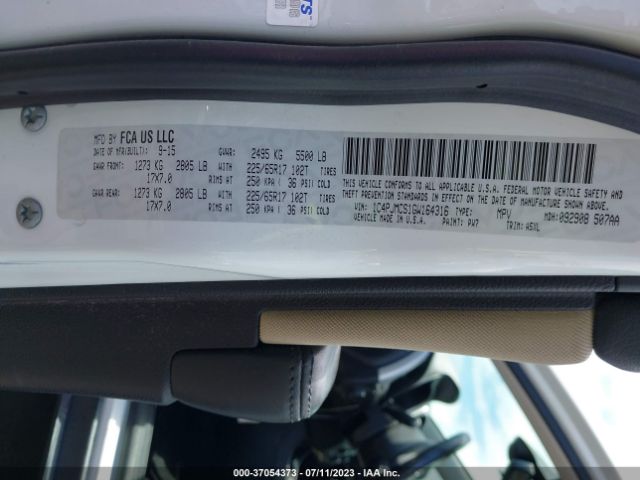 TS
MFD BY FCA US LLC
DATE OF MFR(BUILT): 9-15 GVWR: 2495 KG 5500 LB
GAWR FRONT: 1273 KG 2805 LB WITH 225/65R17 102T TIRES
17X7.0 RIMS AT 250 KPA ( 36 PSI) COLD
GAWR REAR: 1273 KG 2805 LB WITH 225/65R17 102T TIRES
17X7.0 RIMS AT 250 KPA ( 36 PSI) COLD
THIS VEHICLE CONFORMS TO ALL APPLICABLE U.S.A. FEDERAL MOTOR VEHICLE SAFETY AND
THEFT PREVENTION STANDARDS IN EFFECT ON THE DATE OF MANUFACTURE SHOWN ABOVE.
VIN: 1C4PJMCS1GW164316 TYPE: MPV MDH: 092908 507AA
VEHICLE MADE IN U.S.A. PAINT: PW7 TRIM: A5XL
000-37054373 - 07/11/2023 - IAA Inc.